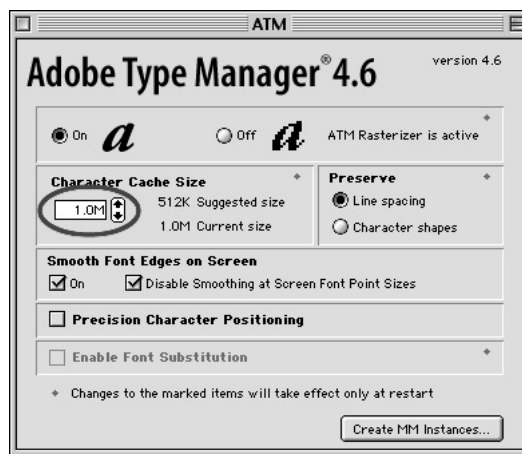 ATM
Adobe Type Manager® 4.6
version 4.6
On a
Off a
ATM Rasterizer is active
Character Cache Size
1.0M
512K Suggested size
1.0M Current size
Preserve
Line spacing
Character shapes
Smooth Font Edges on Screen
On
Disable Smoothing at Screen Font Point Sizes
Precision Character Positioning
Enable Font Substitution
Changes to the marked items will take effect only at restart
Create MM Instances...